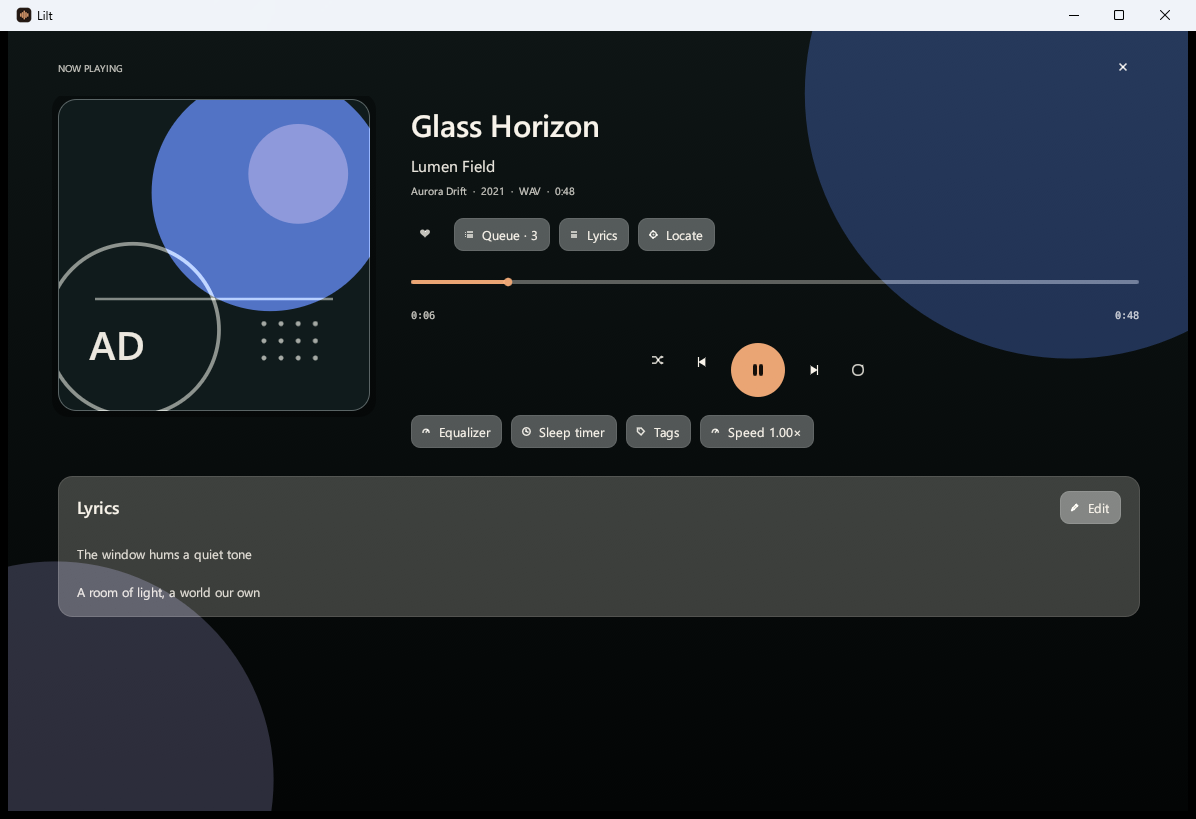 Lilt
NOW PLAYING
AD
Glass Horizon
Lumen Field
Aurora Drift · 2021 · WAV · 0:48
Queue · 3
Lyrics
Locate
0:06
0:48
Equalizer
Sleep timer
Tags
Speed 1.00×
Lyrics
Edit
The window hums a quiet tone
A room of light, a world our own